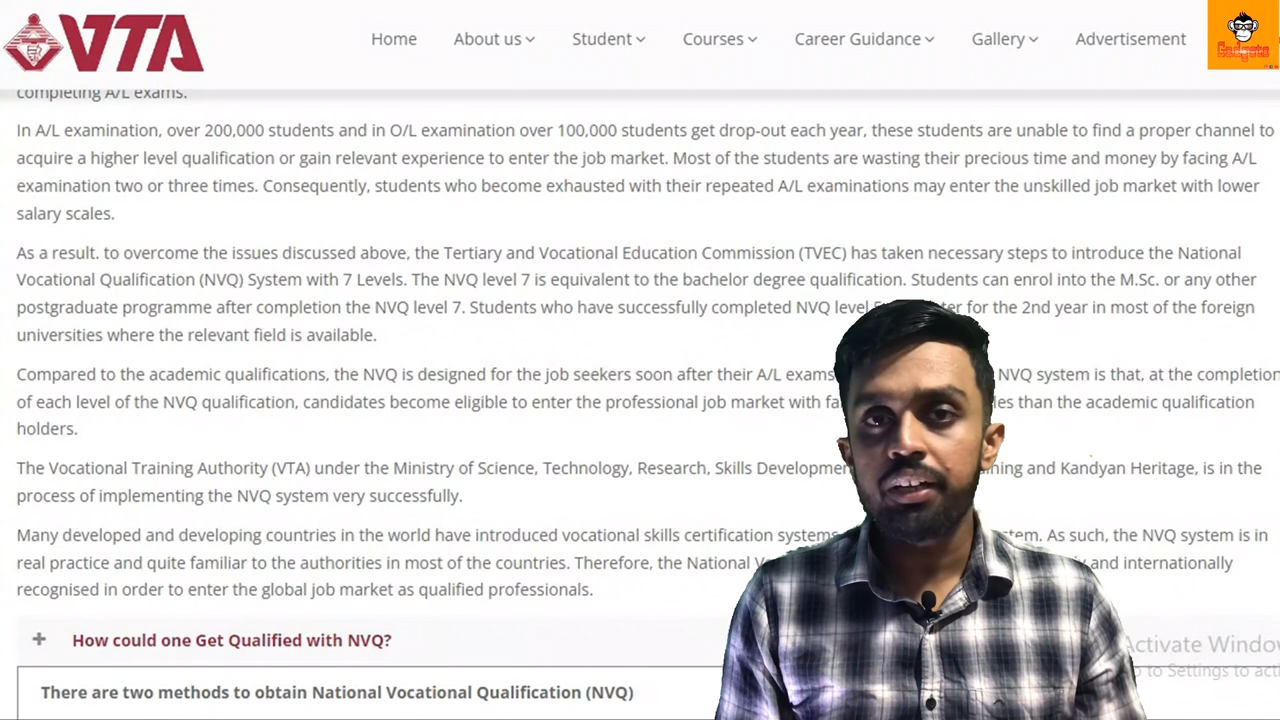 VTA
Home About us Student Courses Career Guidance Gallery Advertisement
Gadgets
completing A/L exams.
In A/L examination, over 200,000 students and in O/L examination over 100,000 students get drop-out each year, these students are unable to find a proper channel to
acquire a higher level qualification or gain relevant experience to enter the job market. Most of the students are wasting their precious time and money by facing A/L
examination two or three times. Consequently, students who become exhausted with their repeated A/L examinations may enter the unskilled job market with lower
salary scales.
As a result. to overcome the issues discussed above, the Tertiary and Vocational Education Commission (TVEC) has taken necessary steps to introduce the National
Vocational Qualification (NVQ) System with 7 Levels. The NVQ level 7 is equivalent to the bachelor degree qualification. Students can enrol into the M.Sc. or any other
postgraduate programme after completion the NVQ level 7. Students who have successfully completed NVQ level for the 2nd year in most of the foreign
universities where the relevant field is available.
Compared to the academic qualifications, the NVQ is designed for the job seekers soon after their A/L exams NVQ system is that, at the completion
of each level of the NVQ qualification, candidates become eligible to enter the professional job market with than the academic qualification
holders.
The Vocational Training Authority (VTA) under the Ministry of Science, Technology, Research, Skills and Kandyan Heritage, is in the
process of implementing the NVQ system very successfully.
Many developed and developing countries in the world have introduced vocational skills certification systems As such, the NVQ system is in
real practice and quite familiar to the authorities in most of the countries. Therefore, the National and internationally
recognised in order to enter the global job market as qualified professionals.
+ How could one Get Qualified with NVQ?
There are two methods to obtain National Vocational Qualification (NVQ)
Activate Windo
to Settings to acti